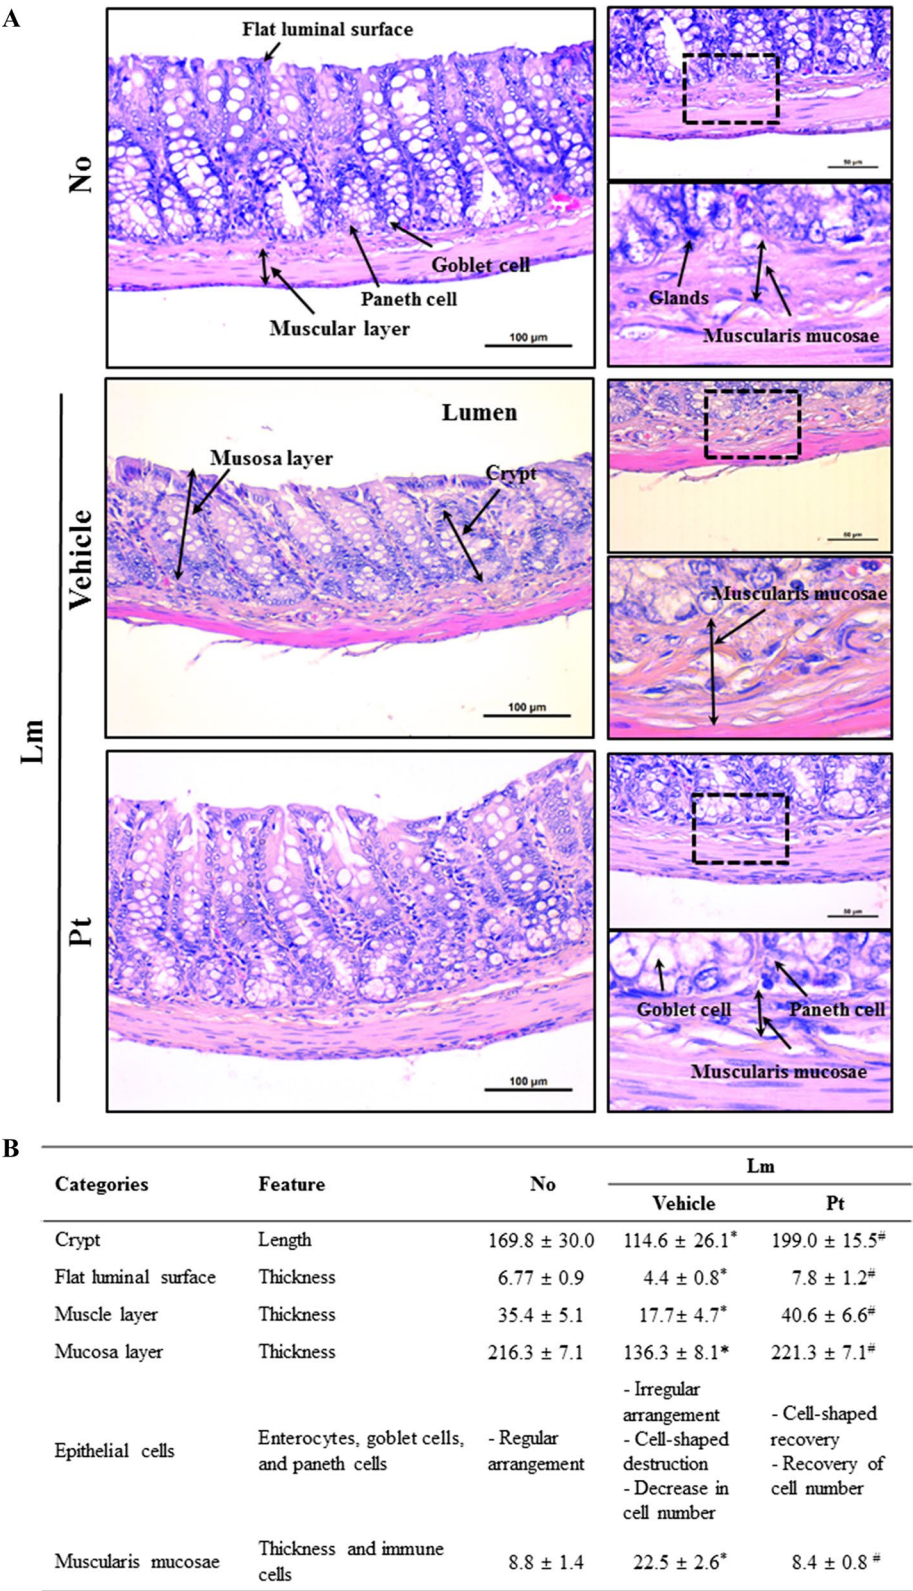 A
No
Flat luminal surface
Goblet cell
Paneth cell
Muscular layer
100 µm
50 µm
Glands
Muscularis mucosae
Lm
Vehicle
Lumen
Musosa layer
Crypt
100 µm
50 µm
Muscularis mucosae
Pt
100 µm
50 µm
Goblet cell
Paneth cell
Muscularis mucosae
B
Categories Feature No Lm
Vehicle Pt
Crypt Length 169.8 ± 30.0 114.6 ± 26.1* 199.0 ± 15.5#
Flat luminal surface Thickness 6.77 ± 0.9 4.4 ± 0.8* 7.8 ± 1.2#
Muscle layer Thickness 35.4 ± 5.1 17.7± 4.7* 40.6 ± 6.6#
Mucosa layer Thickness 216.3 ± 7.1 136.3 ± 8.1* 221.3 ± 7.1#
Epithelial cells
Enterocytes, goblet cells,
and paneth cells
- Regular
arrangement
- Irregular
arrangement
- Cell-shaped
destruction
- Decrease in
cell number
- Cell-shaped
recovery
- Recovery of
cell number
Muscularis mucosae
Thickness and immune
cells
8.8 ± 1.4 22.5 ± 2.6* 8.4 ± 0.8 #